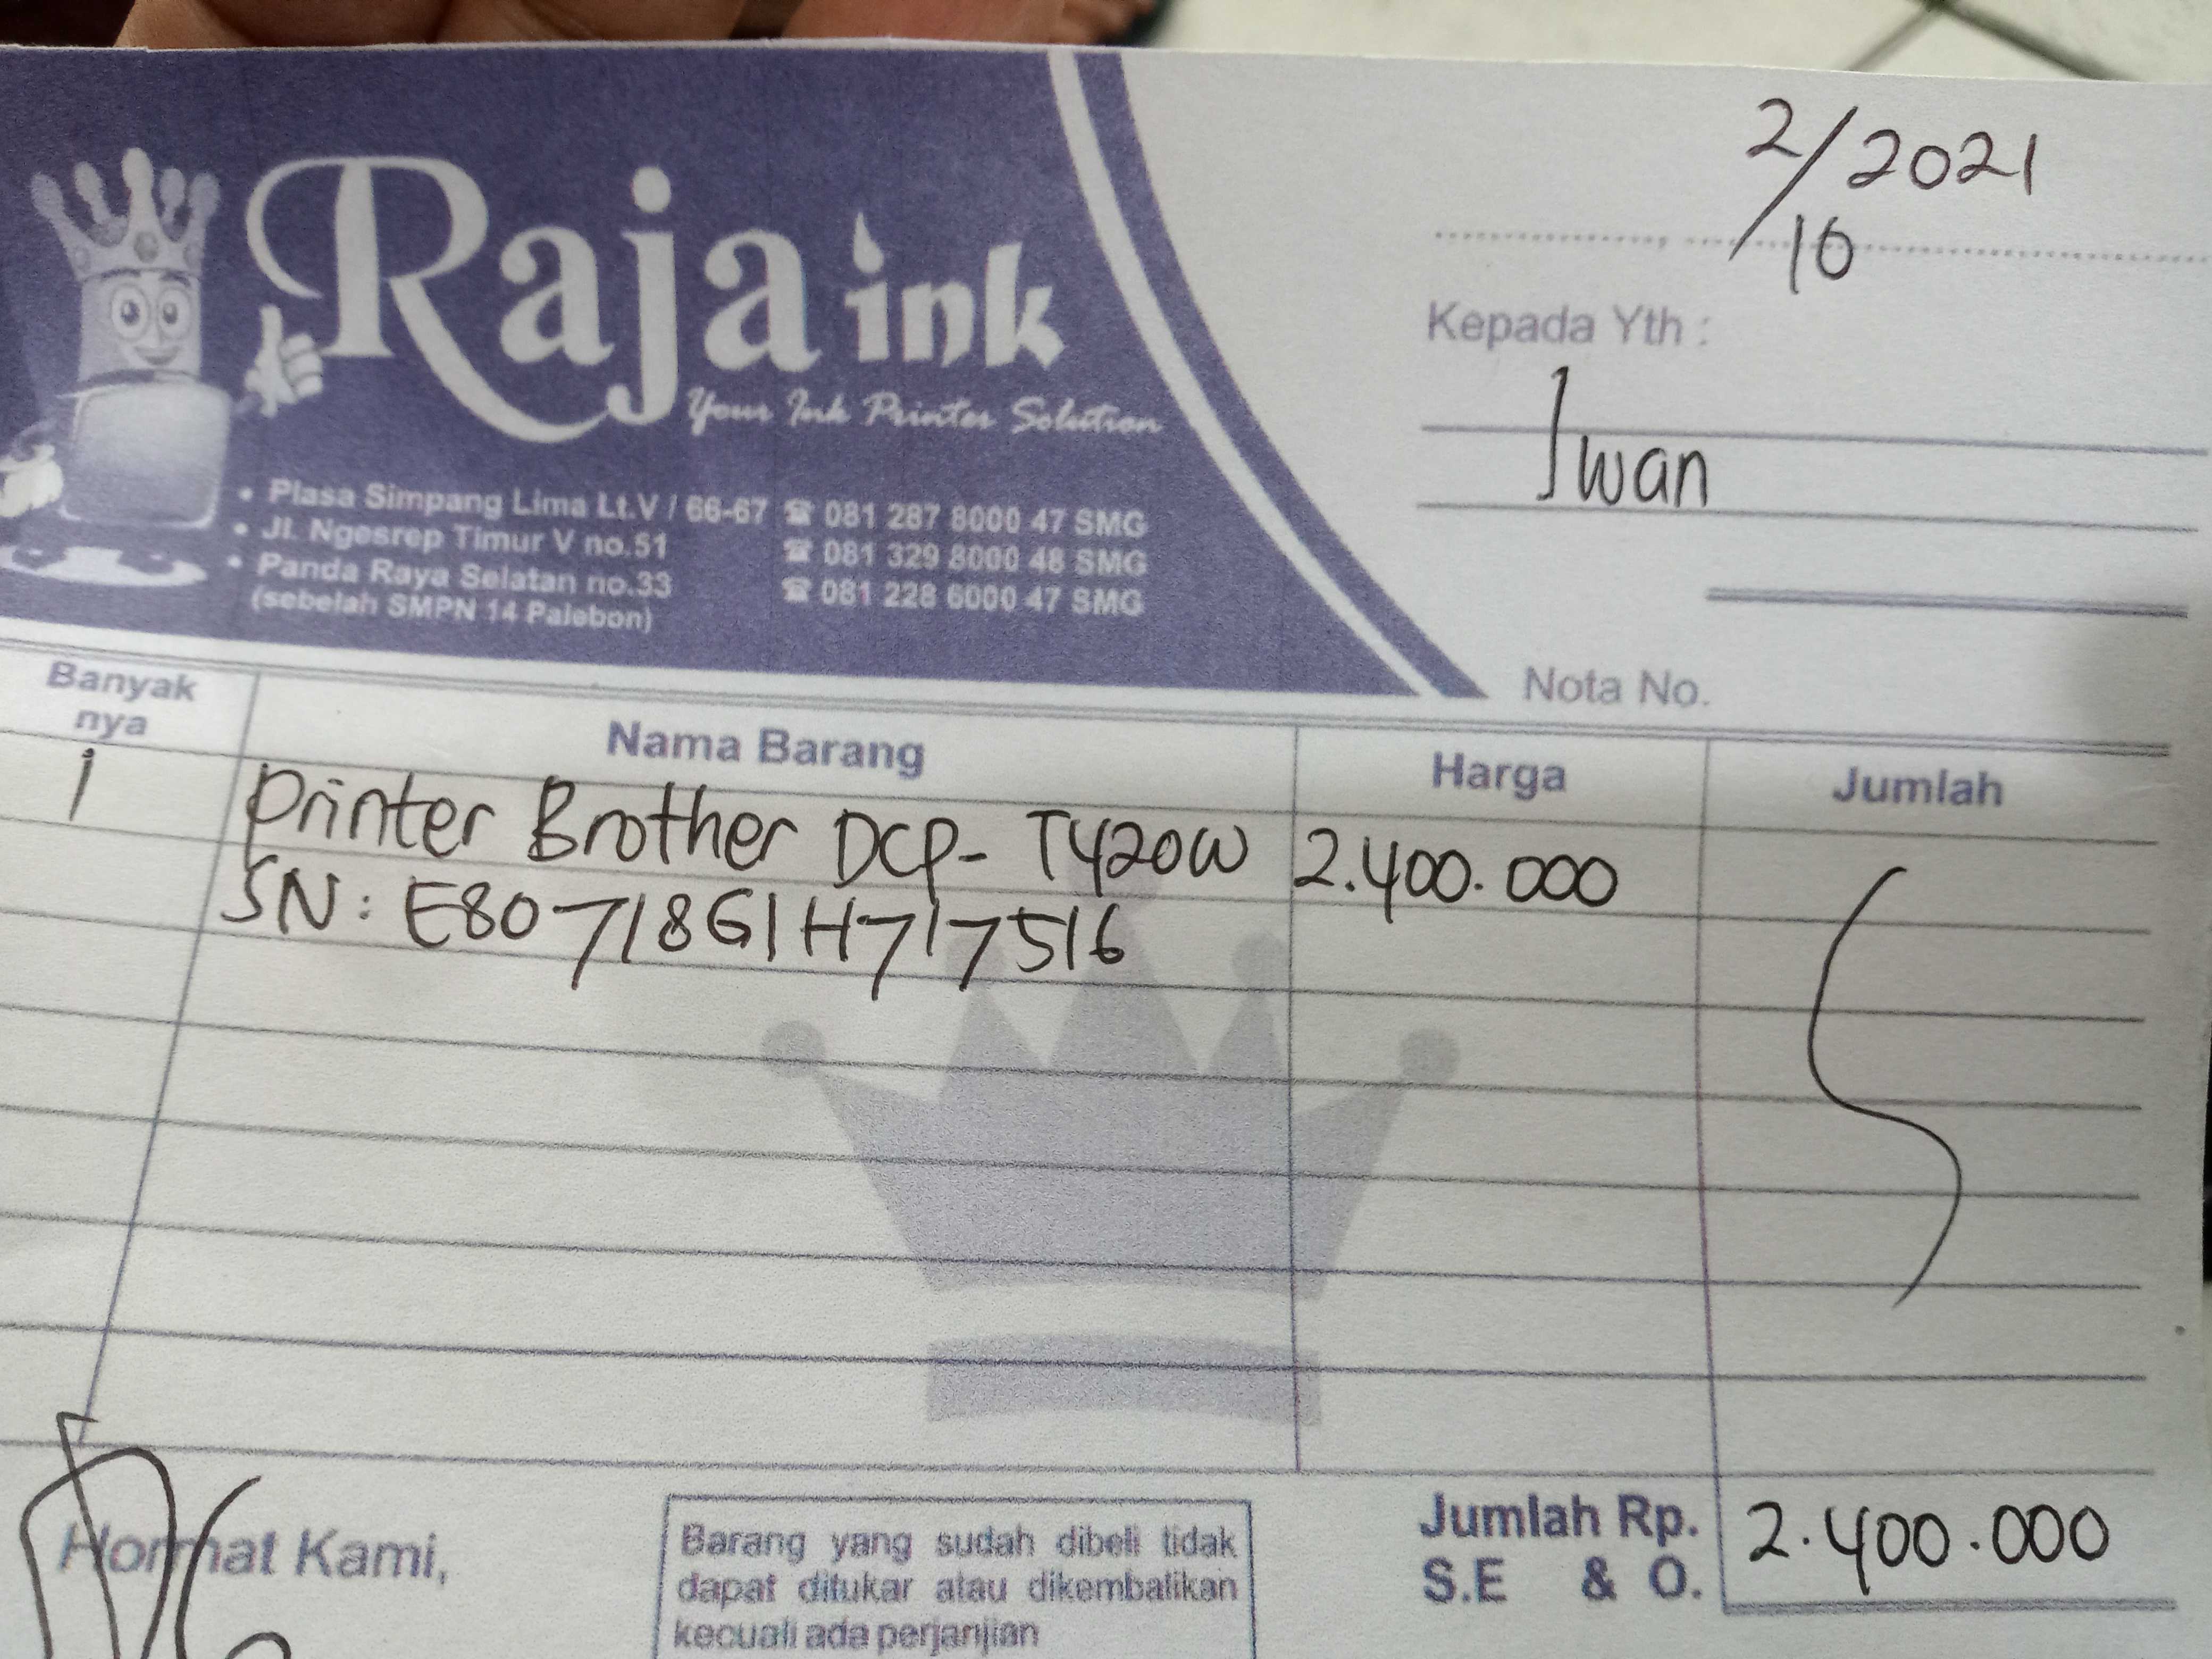 Raja ink
Your Ink Printer Solution
• Plasa Simpang Lima Lt.V / 66-67 ☎ 081 287 8000 47 SMG
• Jl. Ngesrep Timur V no.51 ☎ 081 329 8000 48 SMG
• Panda Raya Selatan no.33 ☎ 081 228 6000 47 SMG
(sebelah SMPN 14 Palebon)
2/10 2021
Kepada Yth :
Iwan
Nota No.
Banyak nya Nama Barang Harga Jumlah
1 Printer Brother DCP-T420W 2.400.000
SN: E80718G1H717516
Hormat Kami,
Barang yang sudah dibeli tidak
dapat ditukar atau dikembalikan
kecuali ada perjanjian
Jumlah Rp. 2.400.000
S.E & O.